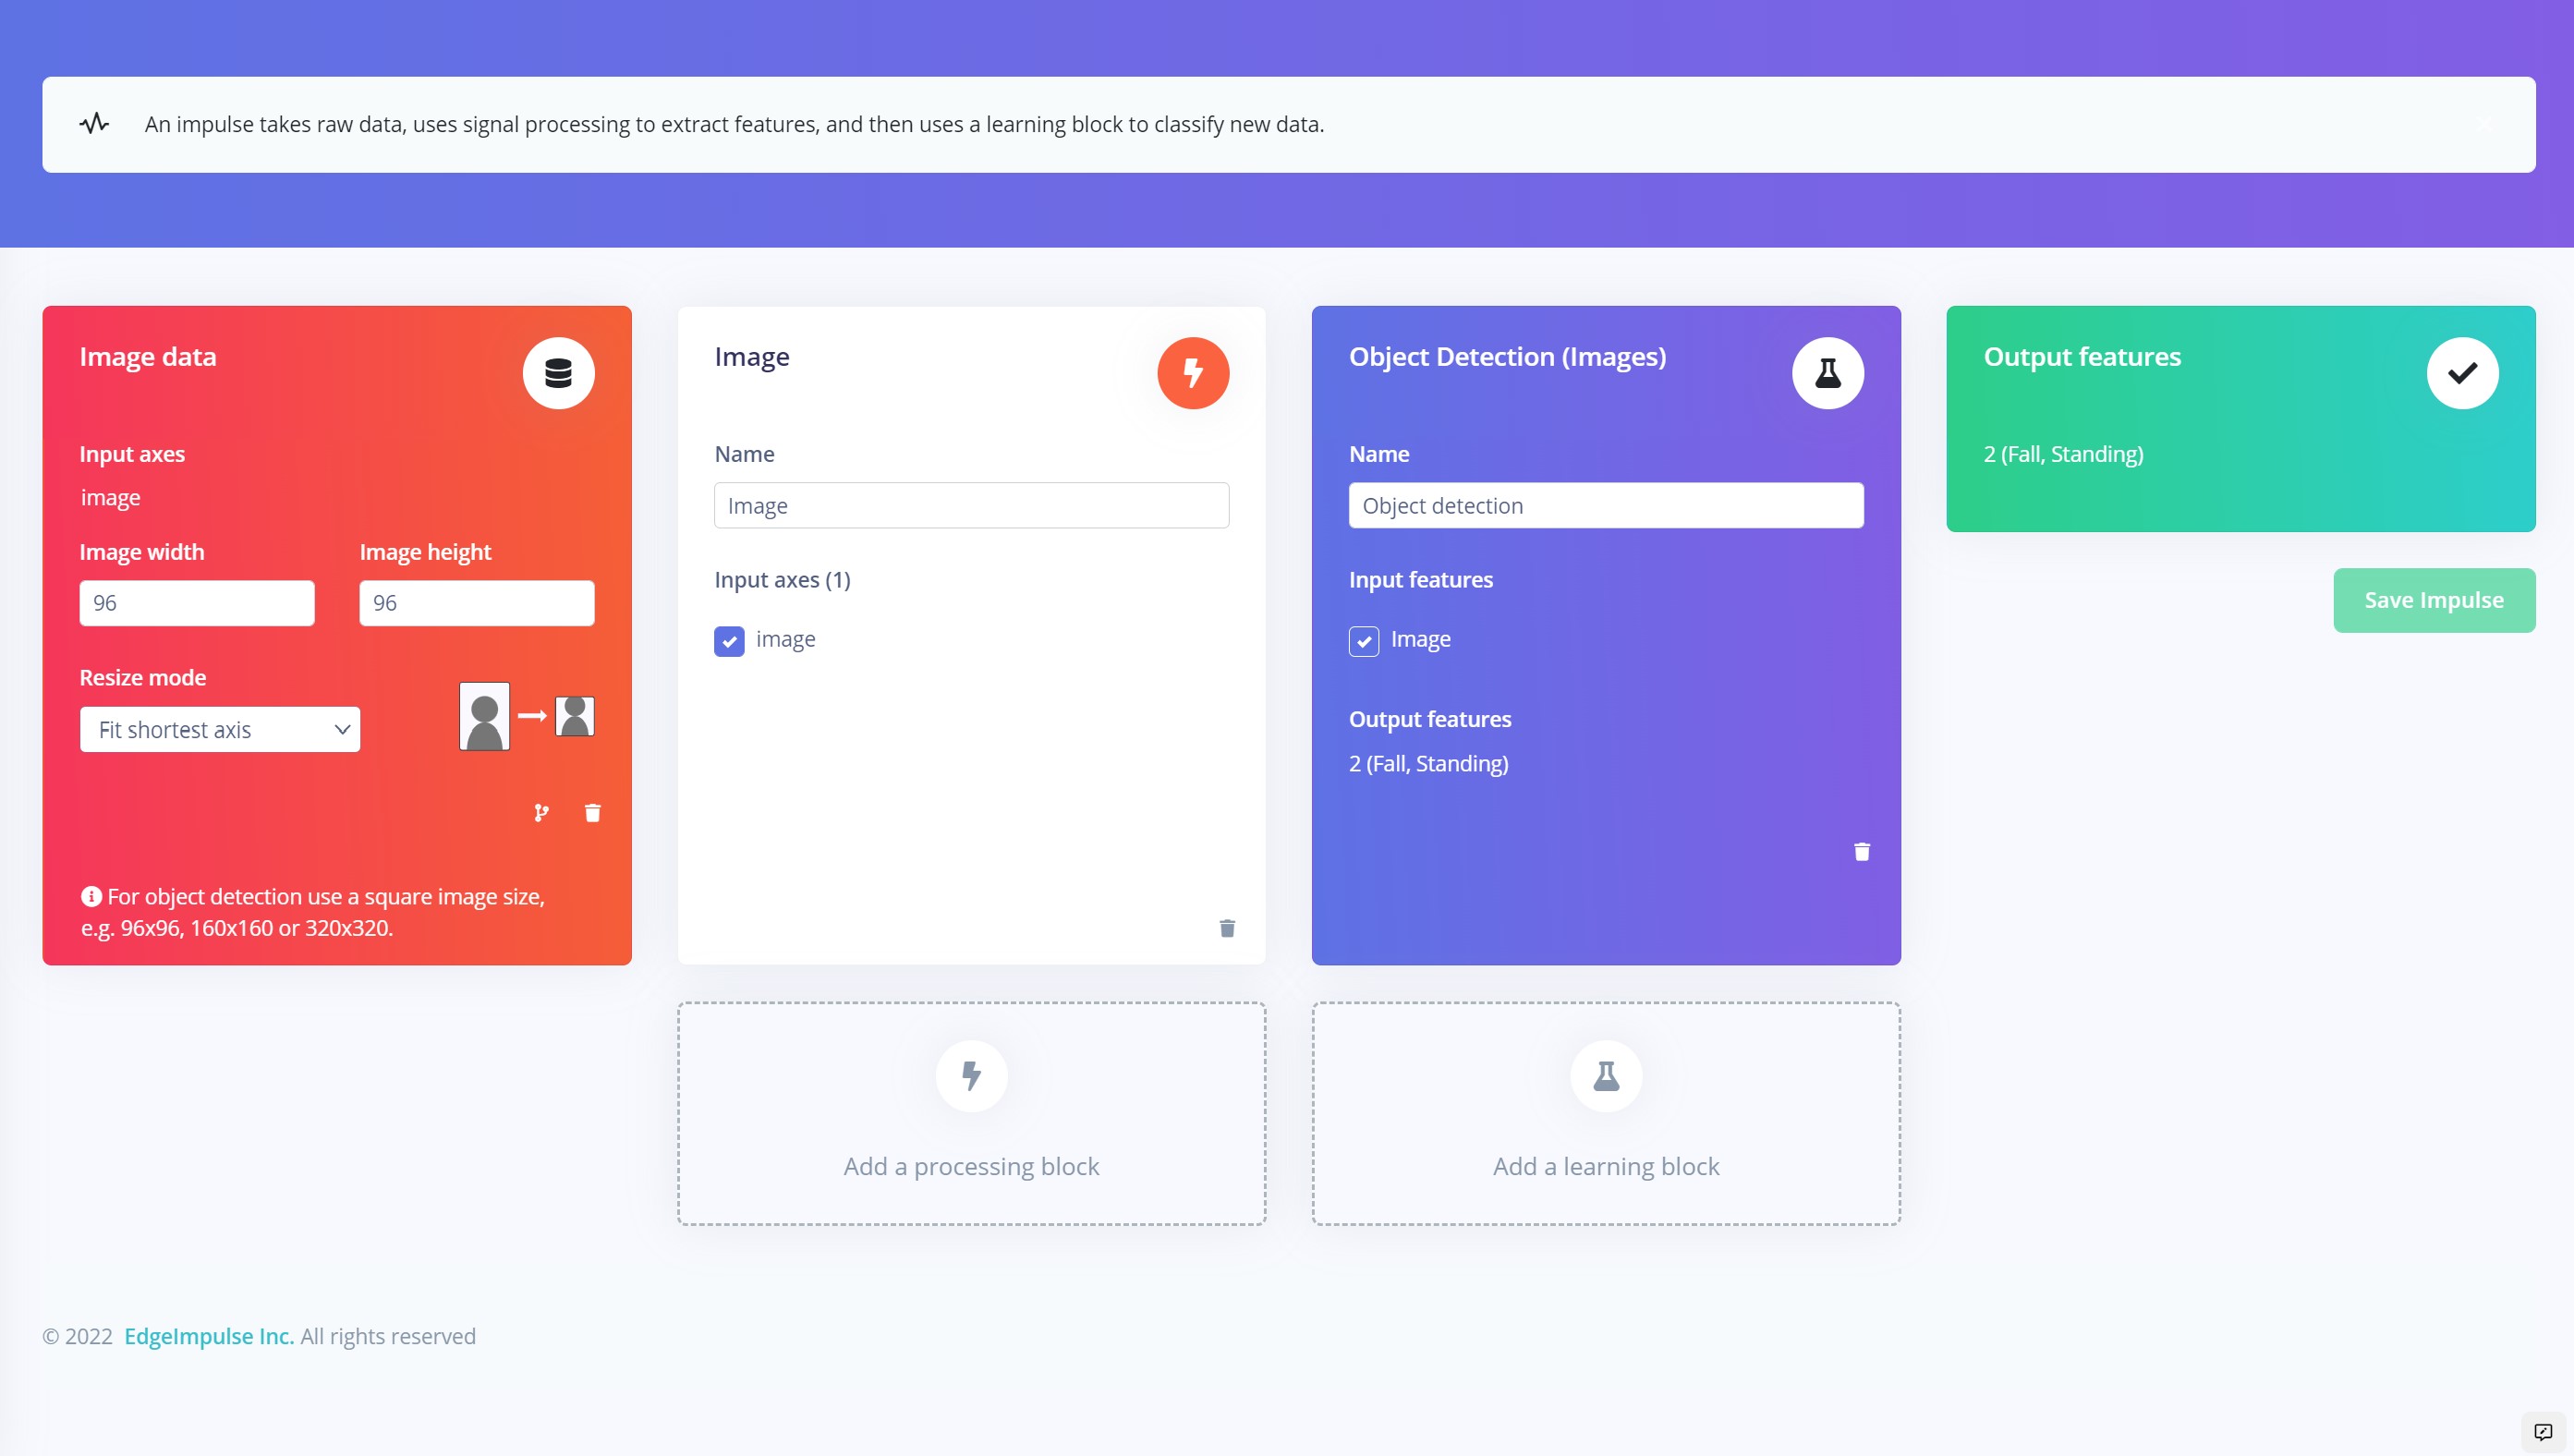 An impulse takes raw data, uses signal processing to extract features, and then uses a learning block to classify new data.
Image data
Input axes
image
Image width
Image height
96
96
Resize mode
Fit shortest axis
For object detection use a square image size,
e.g. 96x96, 160x160 or 320x320.
Image
Name
Image
Input axes (1)
image
Object Detection (Images)
Name
Object detection
Input features
Image
Output features
2 (Fall, Standing)
Output features
2 (Fall, Standing)
Save Impulse
Add a processing block
Add a learning block
© 2022 EdgeImpulse Inc. All rights reserved